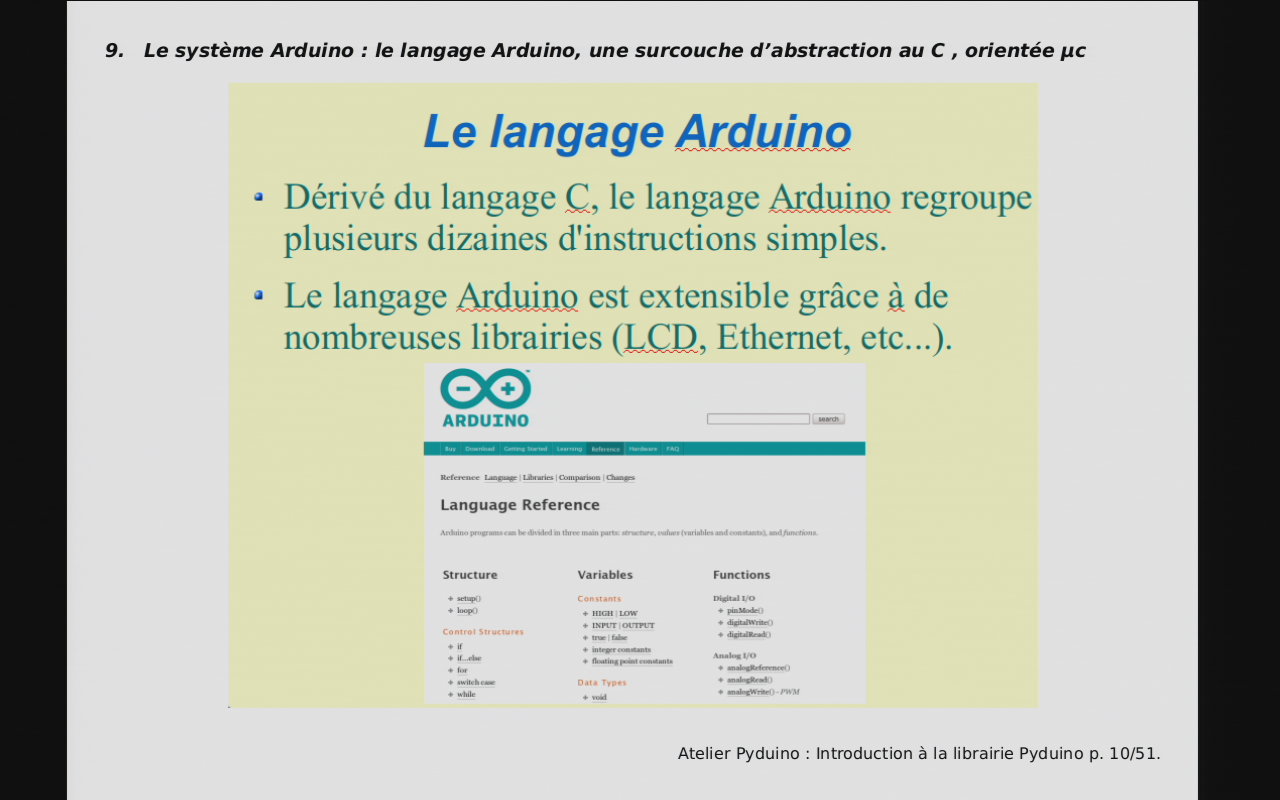 9. Le système Arduino : le langage Arduino, une surcouche d’abstraction au C , orientée µc
Le langage Arduino
Dérivé du langage C, le langage Arduino regroupe
plusieurs dizaines d'instructions simples.
Le langage Arduino est extensible grâce à de
nombreuses librairies (LCD, Ethernet, etc...).
ARDUINO
search
Buy Download Getting Started Learning Reference Hardware FAQ
Reference Language | Libraries | Comparison | Changes
Language Reference
Arduino programs can be divided in three main parts: structure, values (variables and constants), and functions.
Structure
+ setup()
+ loop()
Control Structures
+ if
+ if...else
+ for
+ switch case
+ while
Variables
Constants
+ HIGH | LOW
+ INPUT | OUTPUT
+ true | false
+ integer constants
+ floating point constants
Data Types
+ void
Functions
Digital I/O
+ pinMode()
+ digitalWrite()
+ digitalRead()
Analog I/O
+ analogReference()
+ analogRead()
+ analogWrite() - PWM
Atelier Pyduino : Introduction à la librairie Pyduino p. 10/51.